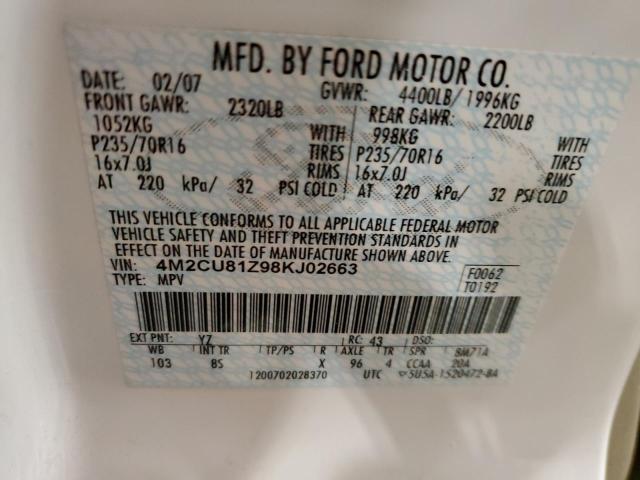 MFD. BY FORD MOTOR CO.
DATE: 02/07 GVWR: 4400LB/ 1996KG
FRONT GAWR: 2320LB REAR GAWR: 2200LB
1052KG WITH 998KG WITH
P235/70R16 TIRES P235/70R16 TIRES
16x7.0J RIMS 16x7.0J RIMS
AT 220 kPa/ 32 PSI COLD AT 220 kPa/ 32 PSI COLD
THIS VEHICLE CONFORMS TO ALL APPLICABLE FEDERAL MOTOR
VEHICLE SAFETY AND THEFT PREVENTION STANDARDS IN
EFFECT ON THE DATE OF MANUFACTURE SHOWN ABOVE.
VIN: 4M2CU81Z98KJ02663 F0062
TYPE: MPV T0192
EXT PNT: YZ RC: 43 DSO:
WB INT TR TP/PS R AXLE TR SPR BM71A
103 8S X 96 4 CCAA 20A
1200702028370 UTC 5U5A-1520472-BA